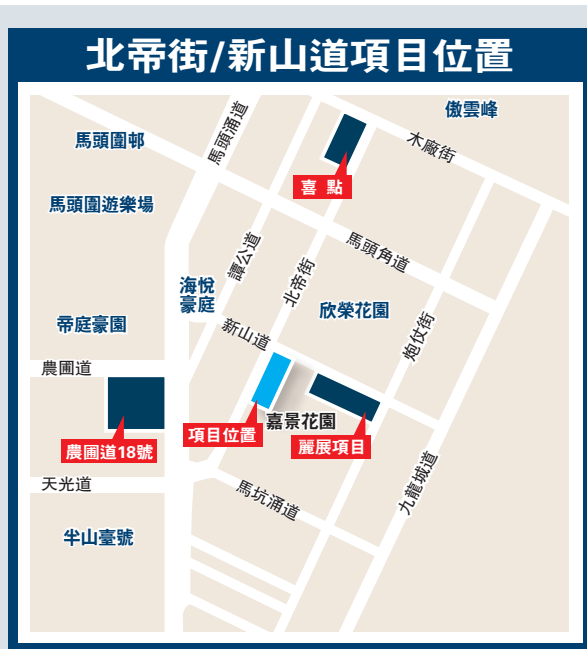 北帝街/新山道項目位置
傲雲峰
馬頭涌道
木廠街
馬頭圍邨
喜點
馬頭圍遊樂場
譚公道
馬頭角道
北帝街
海悅
豪庭
欣榮花園
帝庭豪園
新山道
炮仗街
農圃道
嘉景花園
項目位置
麗展項目
農圃道18號
九龍城道
天光道
馬坑涌道
半山臺號